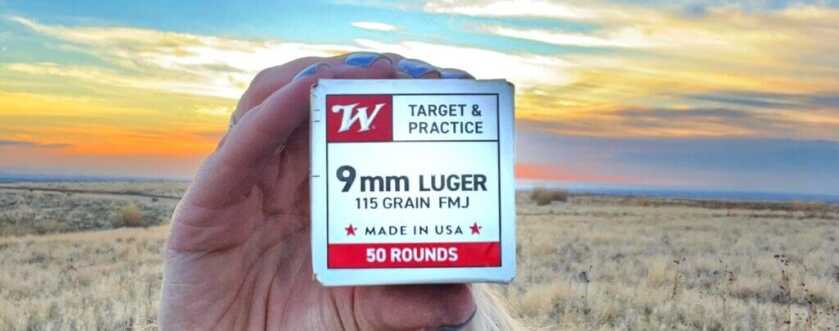 W
TARGET &
PRACTICE
9mm LUGER
115 GRAIN FMJ
★ MADE IN USA ★
50 ROUNDS